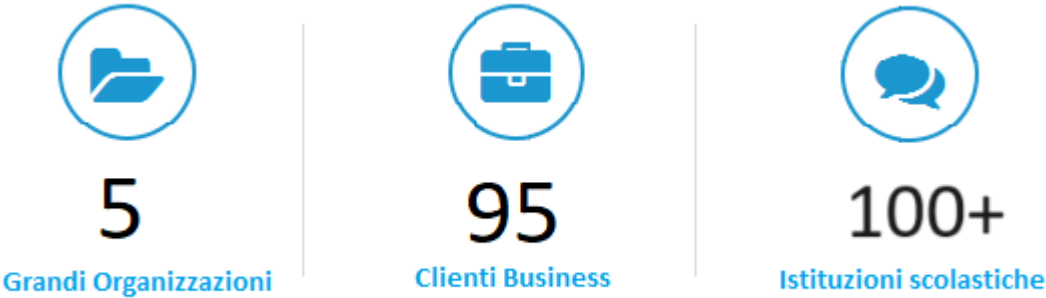 5
Grandi Organizzazioni
95
Clienti Business
100+
Istituzioni scolastiche